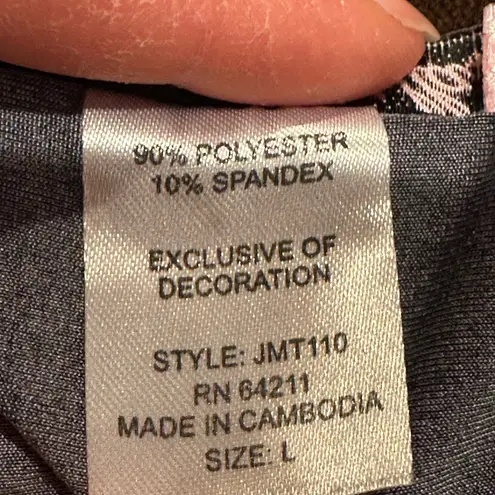 90% POLYESTER
10% SPANDEX
EXCLUSIVE OF
DECORATION
STYLE: JMT110
RN 64211
MADE IN CAMBODIA
SIZE: L